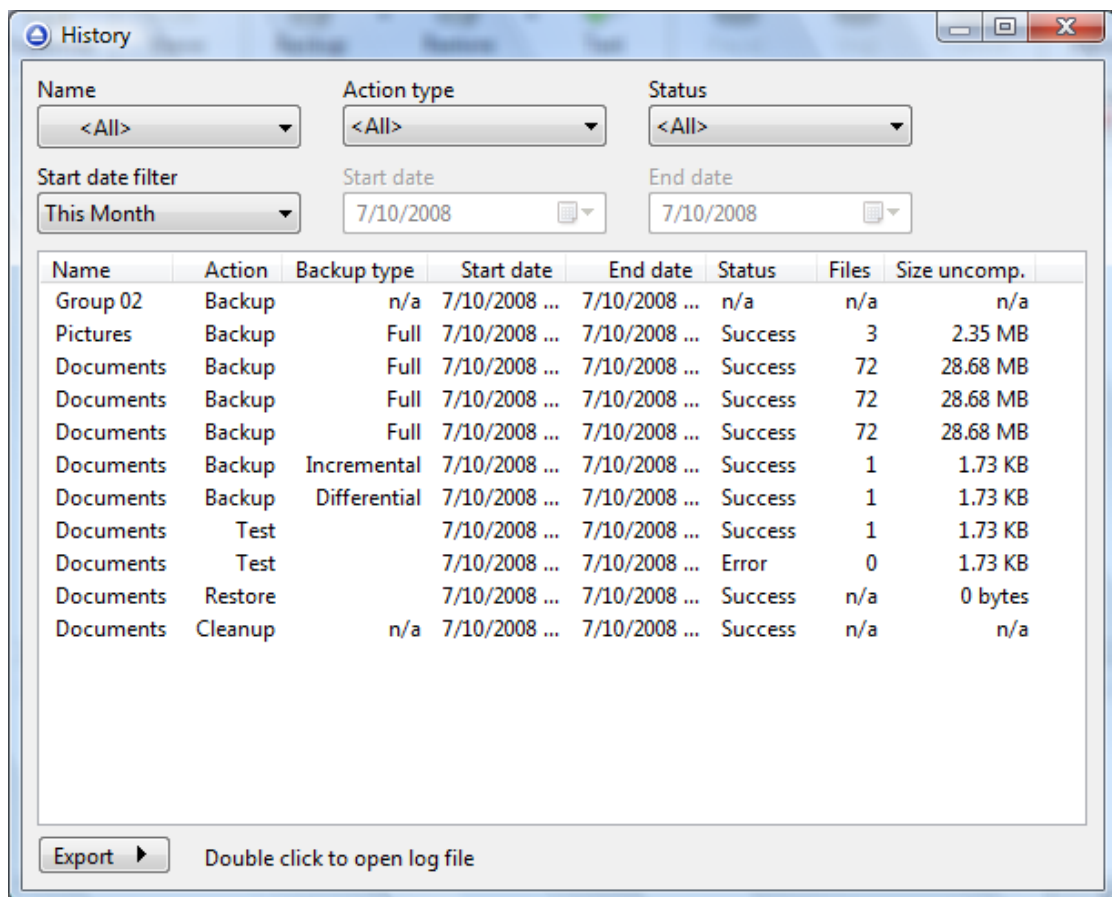 History
Name Action type Status
<All> <All> <All>
Start date filter Start date End date
This Month 7/10/2008 7/10/2008
Name Action Backup type Start date End date Status Files Size uncomp.
Group 02 Backup n/a 7/10/2008 ... 7/10/2008 ... n/a n/a n/a
Pictures Backup Full 7/10/2008 ... 7/10/2008 ... Success 3 2.35 MB
Documents Backup Full 7/10/2008 ... 7/10/2008 ... Success 72 28.68 MB
Documents Backup Full 7/10/2008 ... 7/10/2008 ... Success 72 28.68 MB
Documents Backup Full 7/10/2008 ... 7/10/2008 ... Success 72 28.68 MB
Documents Backup Incremental 7/10/2008 ... 7/10/2008 ... Success 1 1.73 KB
Documents Backup Differential 7/10/2008 ... 7/10/2008 ... Success 1 1.73 KB
Documents Test 7/10/2008 ... 7/10/2008 ... Success 1 1.73 KB
Documents Test 7/10/2008 ... 7/10/2008 ... Error 0 1.73 KB
Documents Restore 7/10/2008 ... 7/10/2008 ... Success n/a 0 bytes
Documents Cleanup n/a 7/10/2008 ... 7/10/2008 ... Success n/a n/a
Export Double click to open log file